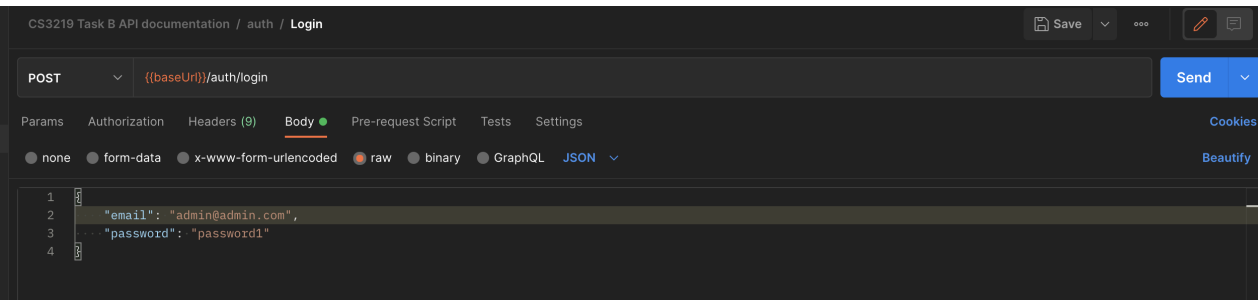 CS3219 Task B API documentation / auth / Login
Save
POST
{{baseUrl}}/auth/login
Send
Params Authorization Headers (9) Body Pre-request Script Tests Settings Cookies
none form-data x-www-form-urlencoded raw binary GraphQL JSON Beautify
1 {
2 "email": "admin@admin.com",
3 "password": "password1"
4 }